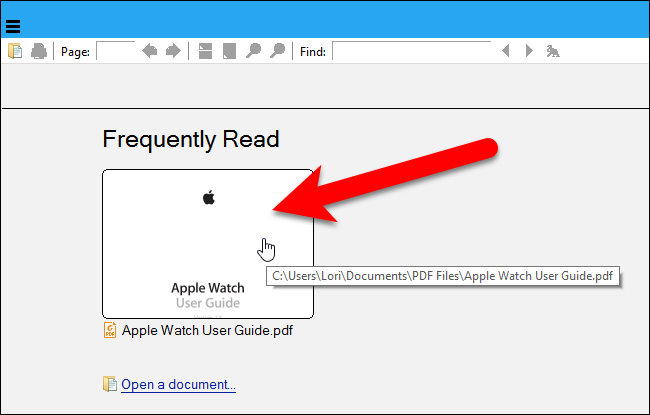 Page:
Find:
Frequently Read
Apple Watch
User Guide
C:\Users\Lori\Documents\PDF Files\Apple Watch User Guide.pdf
Apple Watch User Guide.pdf
Open a document...